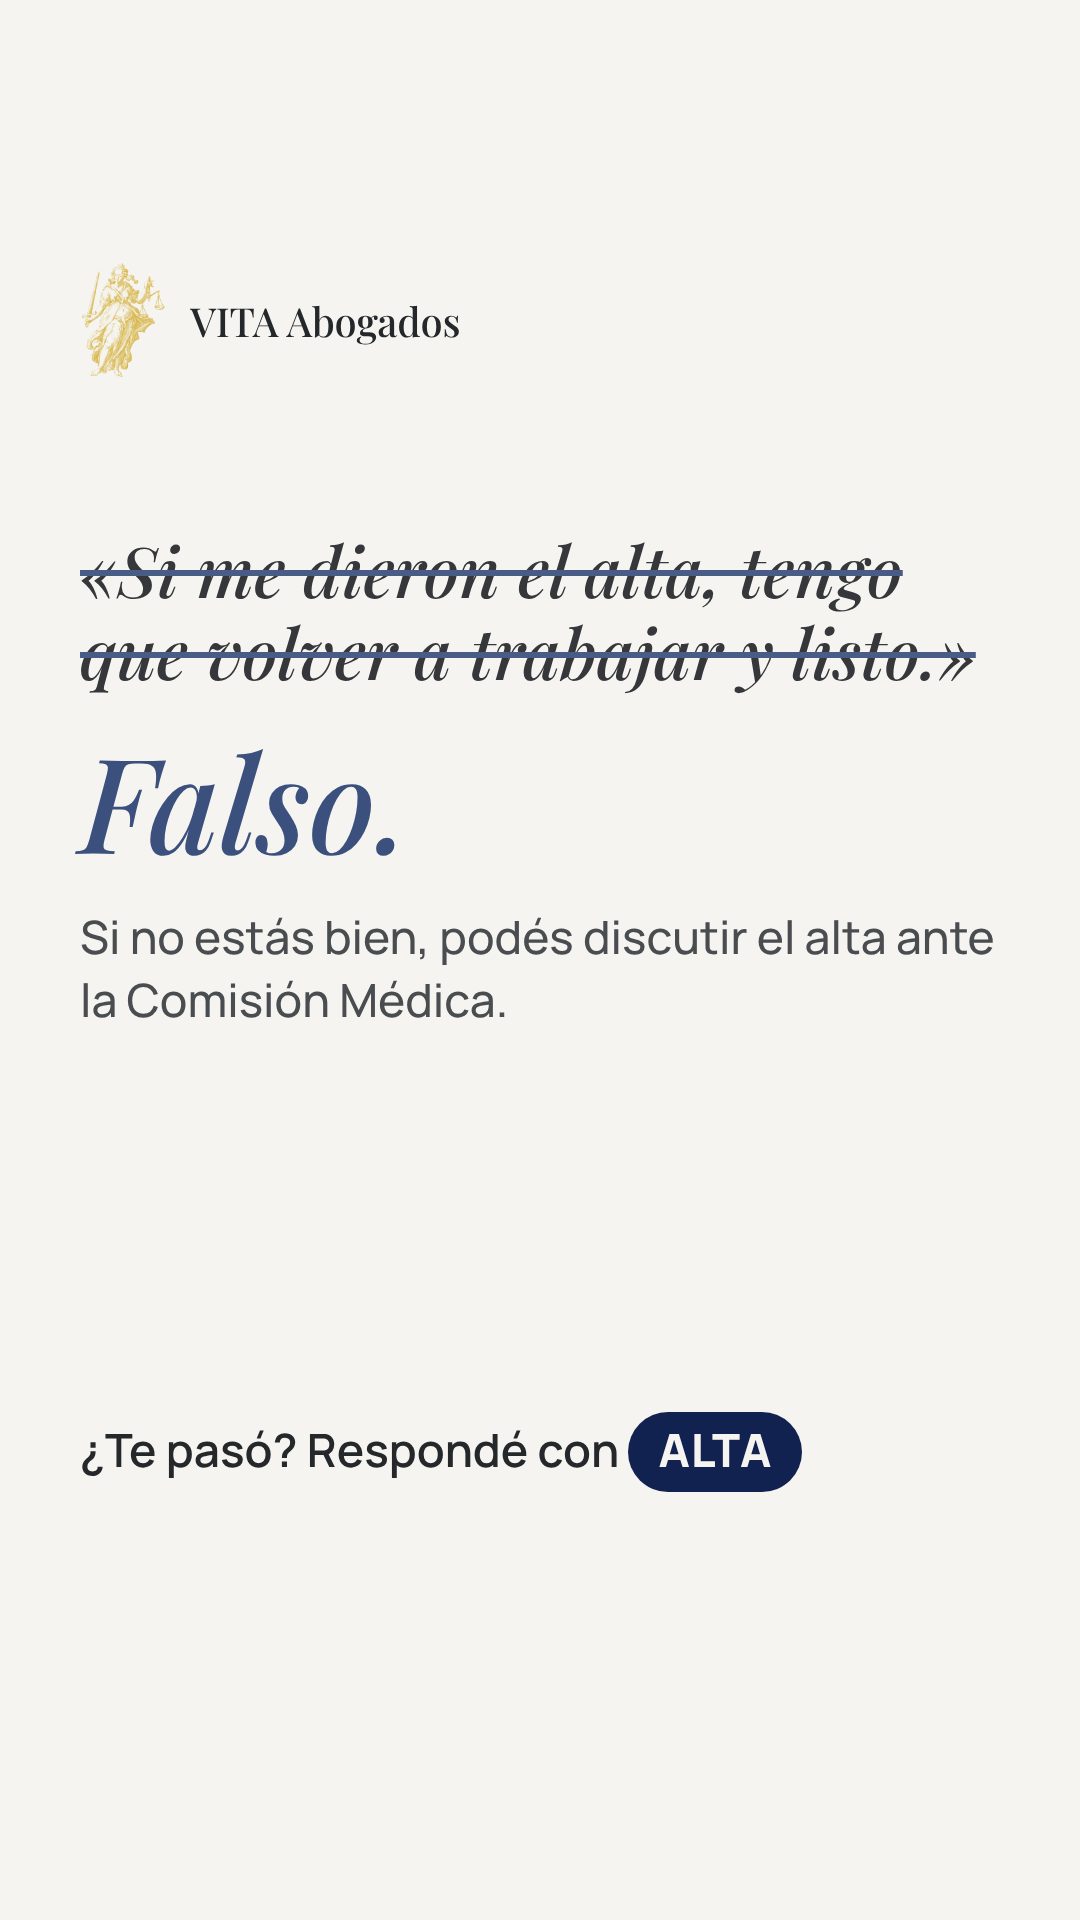 VITA Abogados
«Si me dieron el alta, tengo
que volver a trabajar y listo.»
Falso.
Si no estás bien, podés discutir el alta ante
la Comisión Médica.
¿Te pasó? Respondé con ALTA